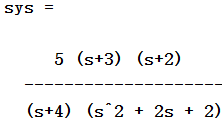 sys =
5 (s+3) (s+2)
---------------------
(s+4) (s^2 + 2s + 2)